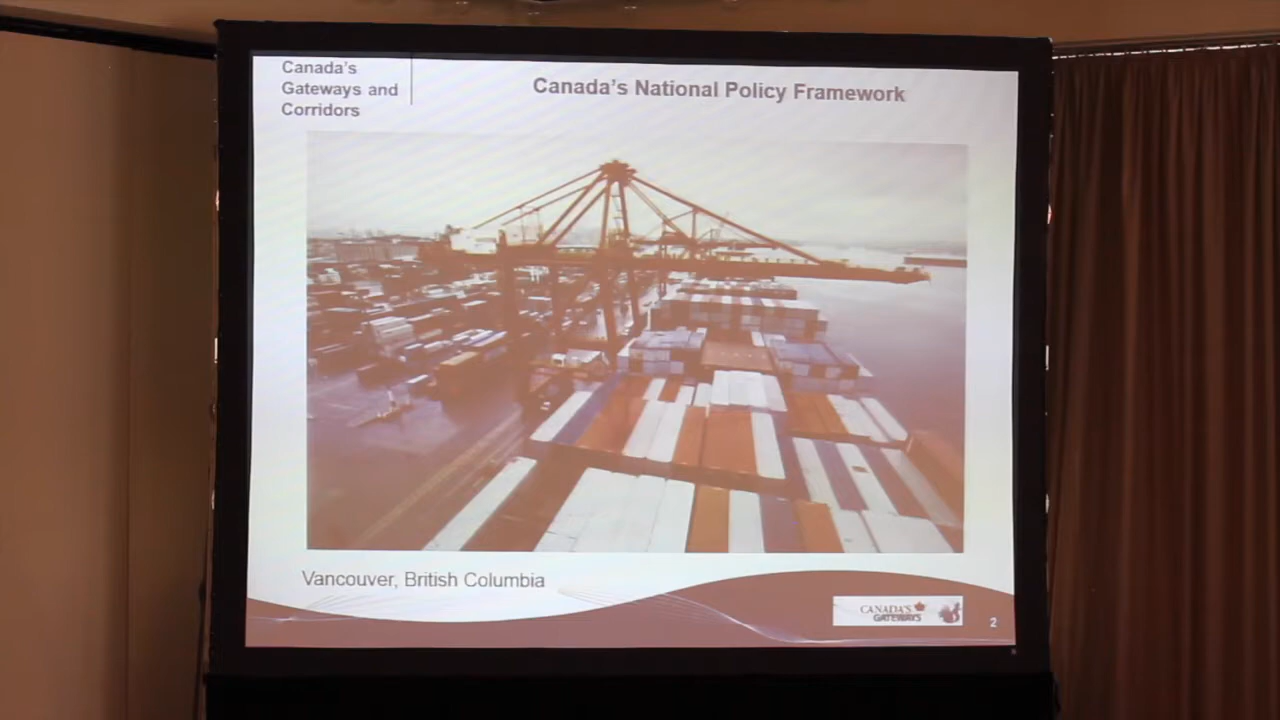 Canada's
Gateways and
Corridors
Canada's National Policy Framework
Vancouver, British Columbia
CANADA'S
GATEWAYS
2